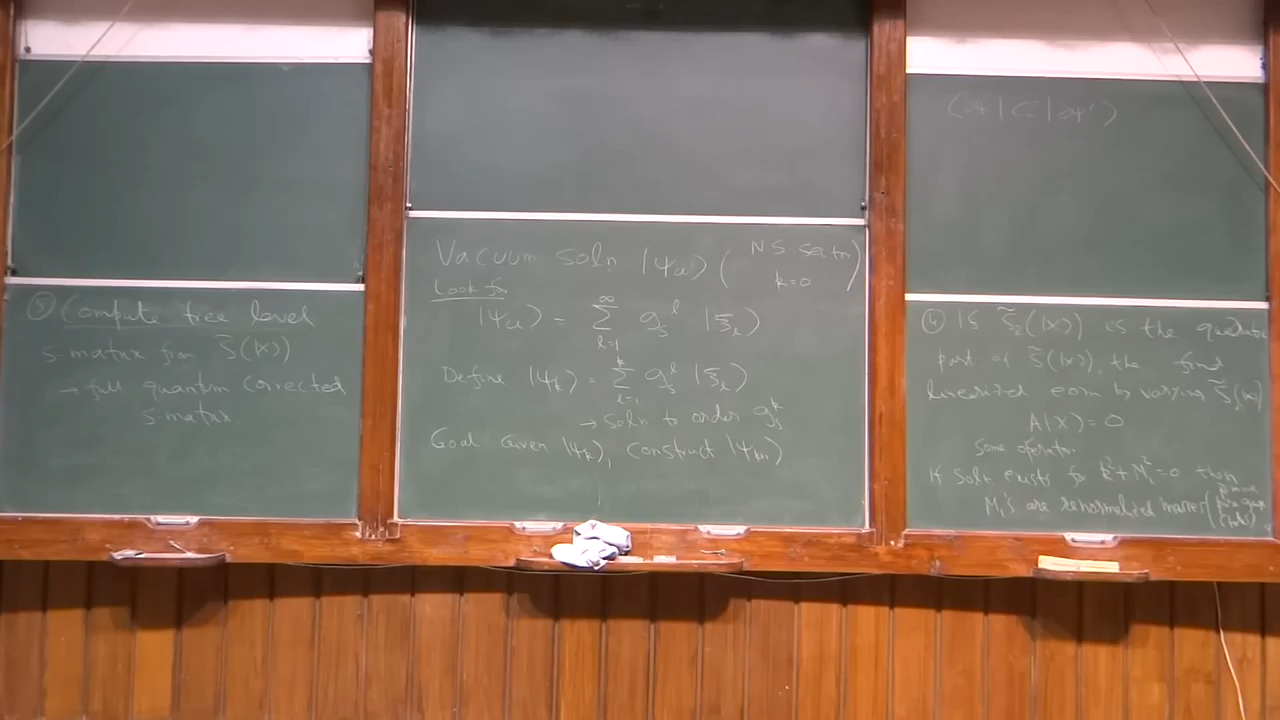 ⑤ Compute tree level
S-matrix from S̃(|χ⟩)
→ full quantum corrected
S-matrix
Vacuum soln |ψ_cl⟩ ( NS-sector
k=0 )
Look for
|ψ_cl⟩ = Σ_{l=1}^{∞} g_s^l |ξ_l⟩
Define |ψ_k⟩ = Σ_{l=1}^{k} g_s^l |ξ_l⟩
→ Soln to order g_s^k
Goal Given |ψ_k⟩, construct |ψ_{k+1}⟩
④ If S̃_2(|χ⟩) is the quadratic
part of S̃(|χ⟩), the find
linearized eom by varying S̃_2(|χ⟩)
A|χ⟩ = 0
Some operator
If soln exists for k²+M_i²=0 then
M_i's are renormalized masses